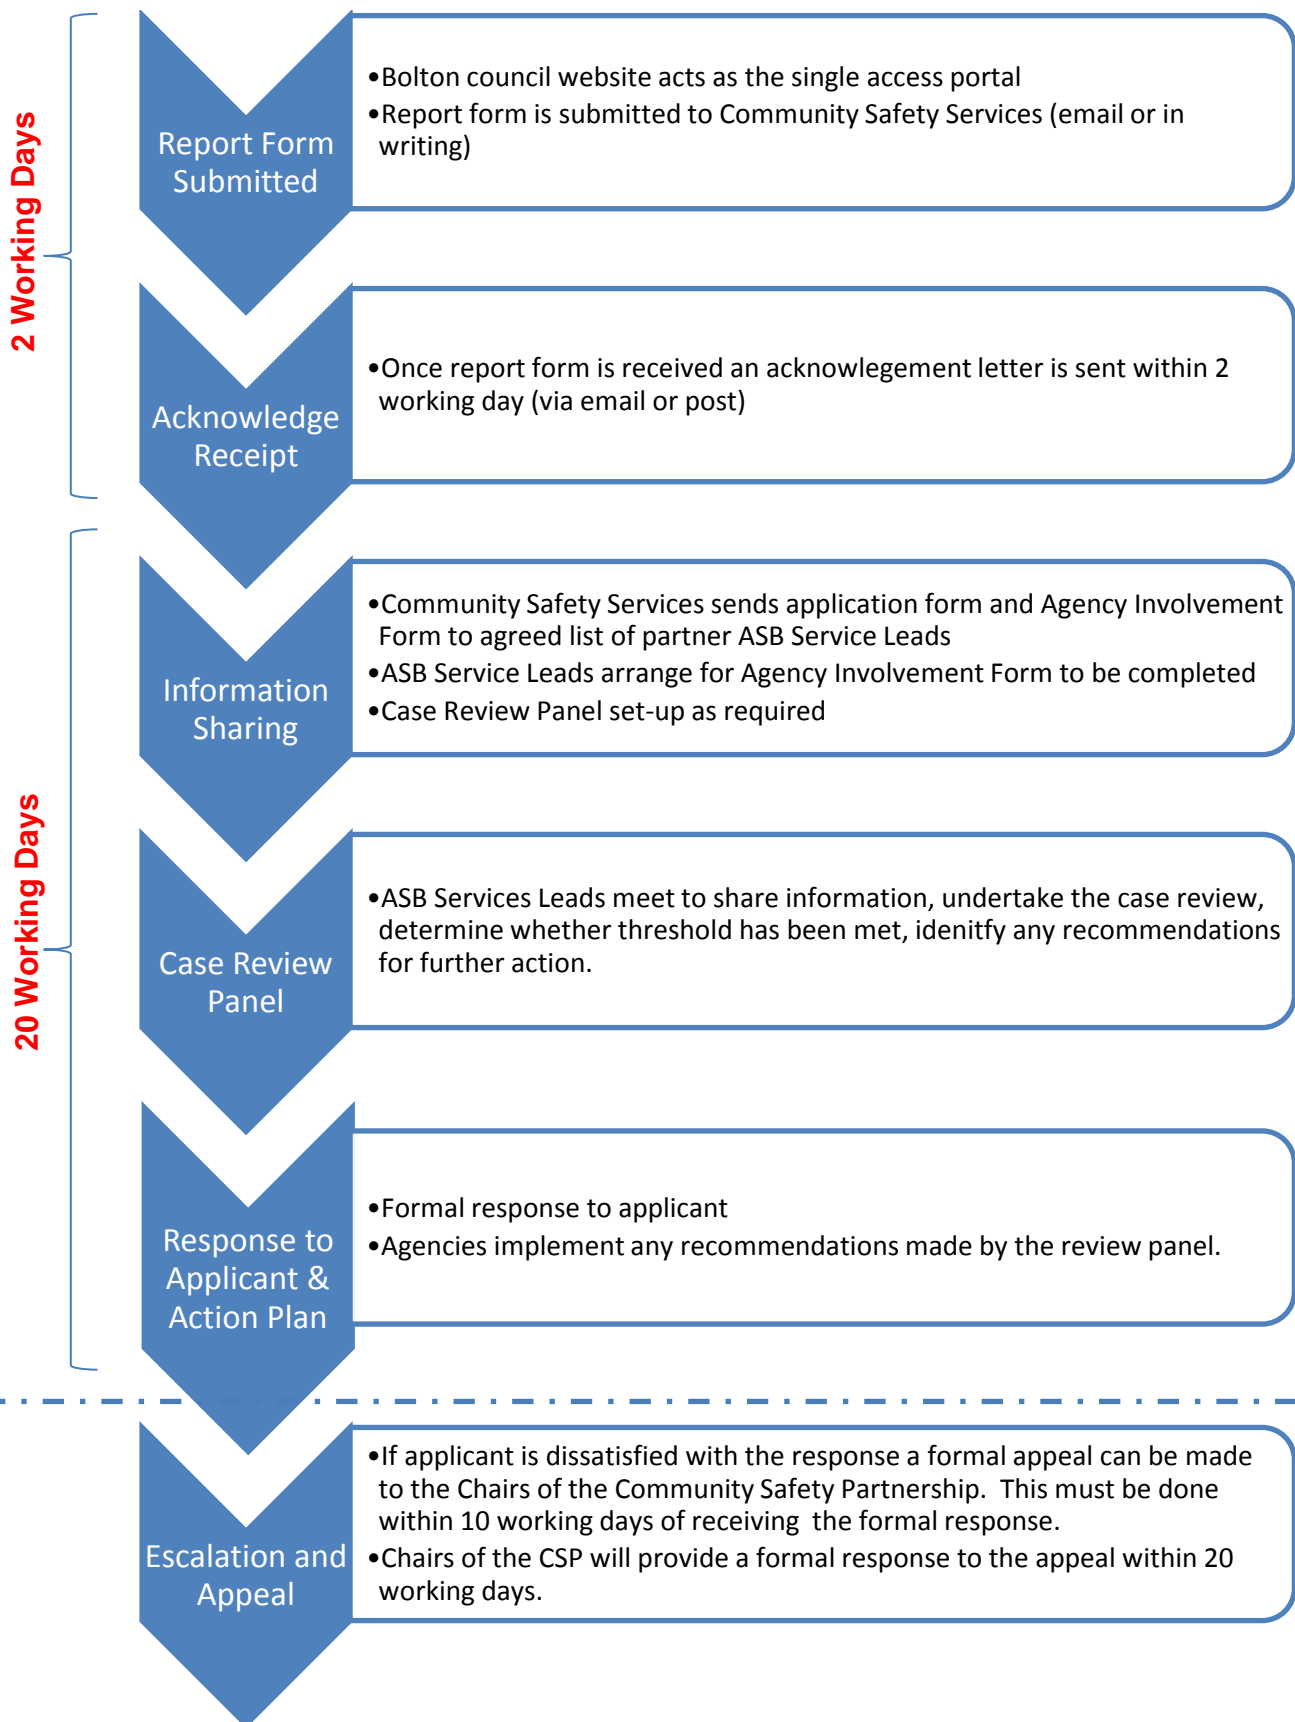 2 Working Days
Report Form
Submitted
•Bolton council website acts as the single access portal
•Report form is submitted to Community Safety Services (email or in
writing)
Acknowledge
Receipt
•Once report form is received an acknowlegement letter is sent within 2
working day (via email or post)
20 Working Days
Information
Sharing
•Community Safety Services sends application form and Agency Involvement
Form to agreed list of partner ASB Service Leads
•ASB Service Leads arrange for Agency Involvement Form to be completed
•Case Review Panel set-up as required
Case Review
Panel
•ASB Services Leads meet to share information, undertake the case review,
determine whether threshold has been met, idenitfy any recommendations
for further action.
Response to
Applicant &
Action Plan
•Formal response to applicant
•Agencies implement any recommendations made by the review panel.
Escalation and
Appeal
•If applicant is dissatisfied with the response a formal appeal can be made
to the Chairs of the Community Safety Partnership.  This must be done
within 10 working days of receiving  the formal response.
•Chairs of the CSP will provide a formal response to the appeal within 20
working days.